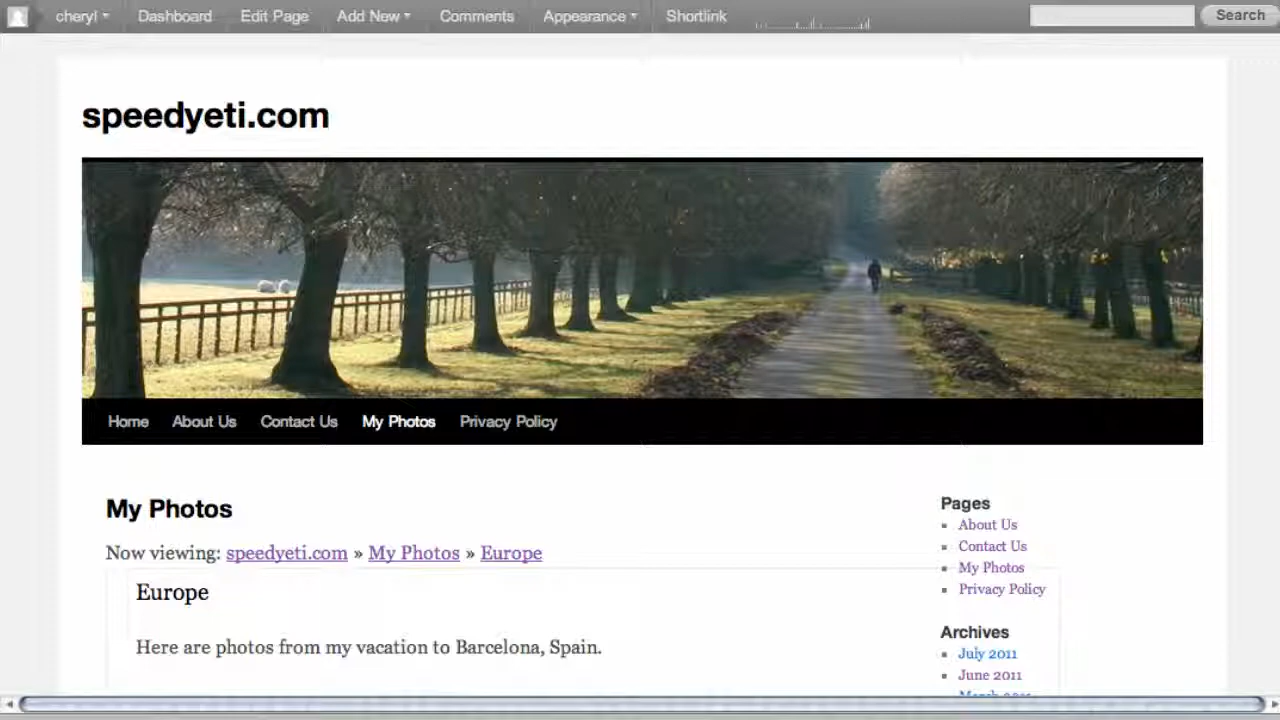 cheryl Dashboard Edit Page Add New Comments Appearance Shortlink Search
speedyeti.com
Home About Us Contact Us My Photos Privacy Policy
My Photos
Now viewing: speedyeti.com » My Photos » Europe
Europe
Here are photos from my vacation to Barcelona, Spain.
Pages
About Us
Contact Us
My Photos
Privacy Policy
Archives
July 2011
June 2011